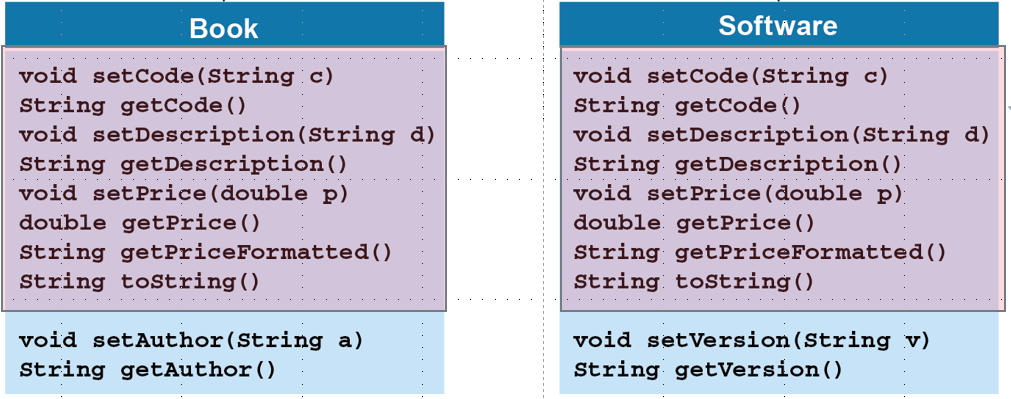 Book
void setCode(String c)
String getCode()
void setDescription(String d)
String getDescription()
void setPrice(double p)
double getPrice()
String getPriceFormatted()
String toString()
void setAuthor(String a)
String getAuthor()
Software
void setCode(String c)
String getCode()
void setDescription(String d)
String getDescription()
void setPrice(double p)
double getPrice()
String getPriceFormatted()
String toString()
void setVersion(String v)
String getVersion()